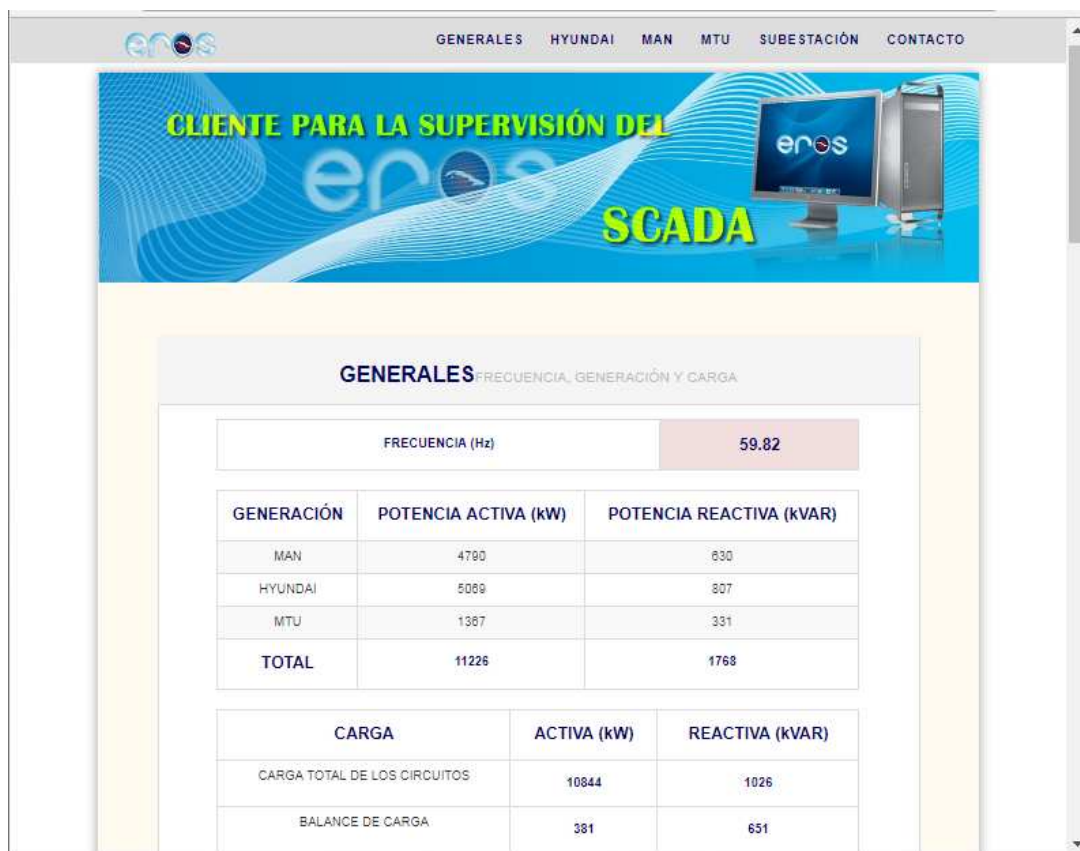 eros
GENERALES HYUNDAI MAN MTU SUBESTACIÓN CONTACTO
CLIENTE PARA LA SUPERVISIÓN DEL
eros
eros
SCADA
GENERALES FRECUENCIA, GENERACIÓN Y CARGA
FRECUENCIA (Hz) 59.82
GENERACIÓN POTENCIA ACTIVA (kW) POTENCIA REACTIVA (kVAR)
MAN 4790 630
HYUNDAI 5069 807
MTU 1367 331
TOTAL 11226 1768
CARGA ACTIVA (kW) REACTIVA (kVAR)
CARGA TOTAL DE LOS CIRCUITOS 10844 1026
BALANCE DE CARGA 381 651